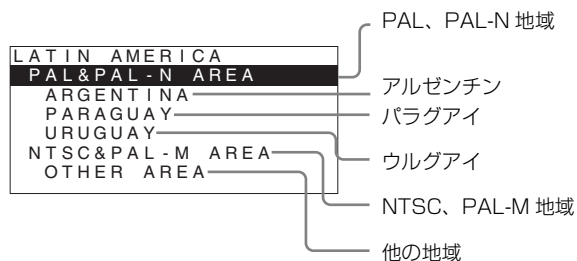 LATIN AMERICA
PAL&PAL-N AREA
ARGENTINA
PARAGUAY
URUGUAY
NTSC&PAL-M AREA
OTHER AREA
PAL、PAL-N 地域
アルゼンチン
パラグアイ
ウルグアイ
NTSC、PAL-M 地域
他の地域